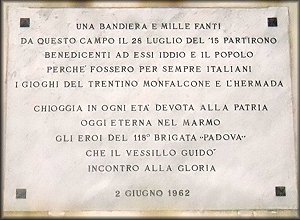 UNA BANDIERA E MILLE FANTI
DA QUESTO CAMPO IL 28 LUGLIO DEL '15 PARTIRONO
BENEDICENTI AD ESSI IDDIO E IL POPOLO
PERCHE' FOSSERO PER SEMPRE ITALIANI
I GIOGHI DEL TRENTINO MONFALCONE E L'HERMADA
CHIOGGIA IN OGNI ETA' DEVOTA ALLA PATRIA
OGGI ETERNA NEL MARMO
GLI EROI DEL 118° BRIGATA "PADOVA"
CHE IL VESSILLO GUIDO'
INCONTRO ALLA GLORIA
2 GIUGNO 1962